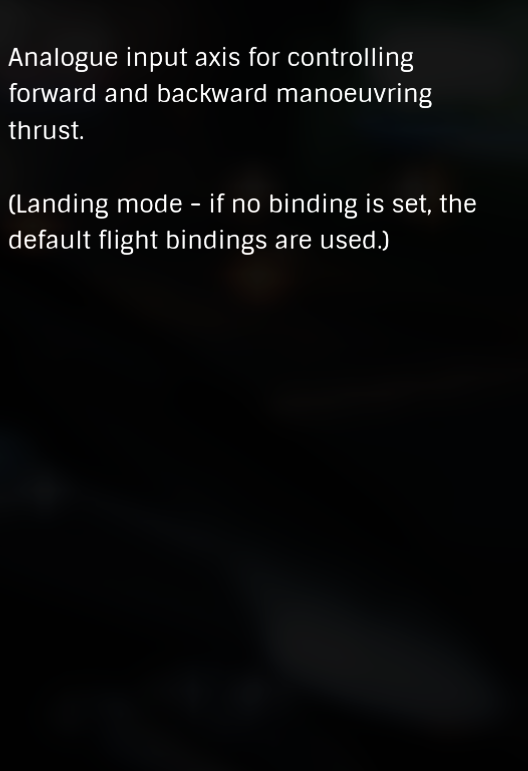 Analogue input axis for controlling
forward and backward manoeuvring
thrust.
(Landing mode - if no binding is set, the
default flight bindings are used.)